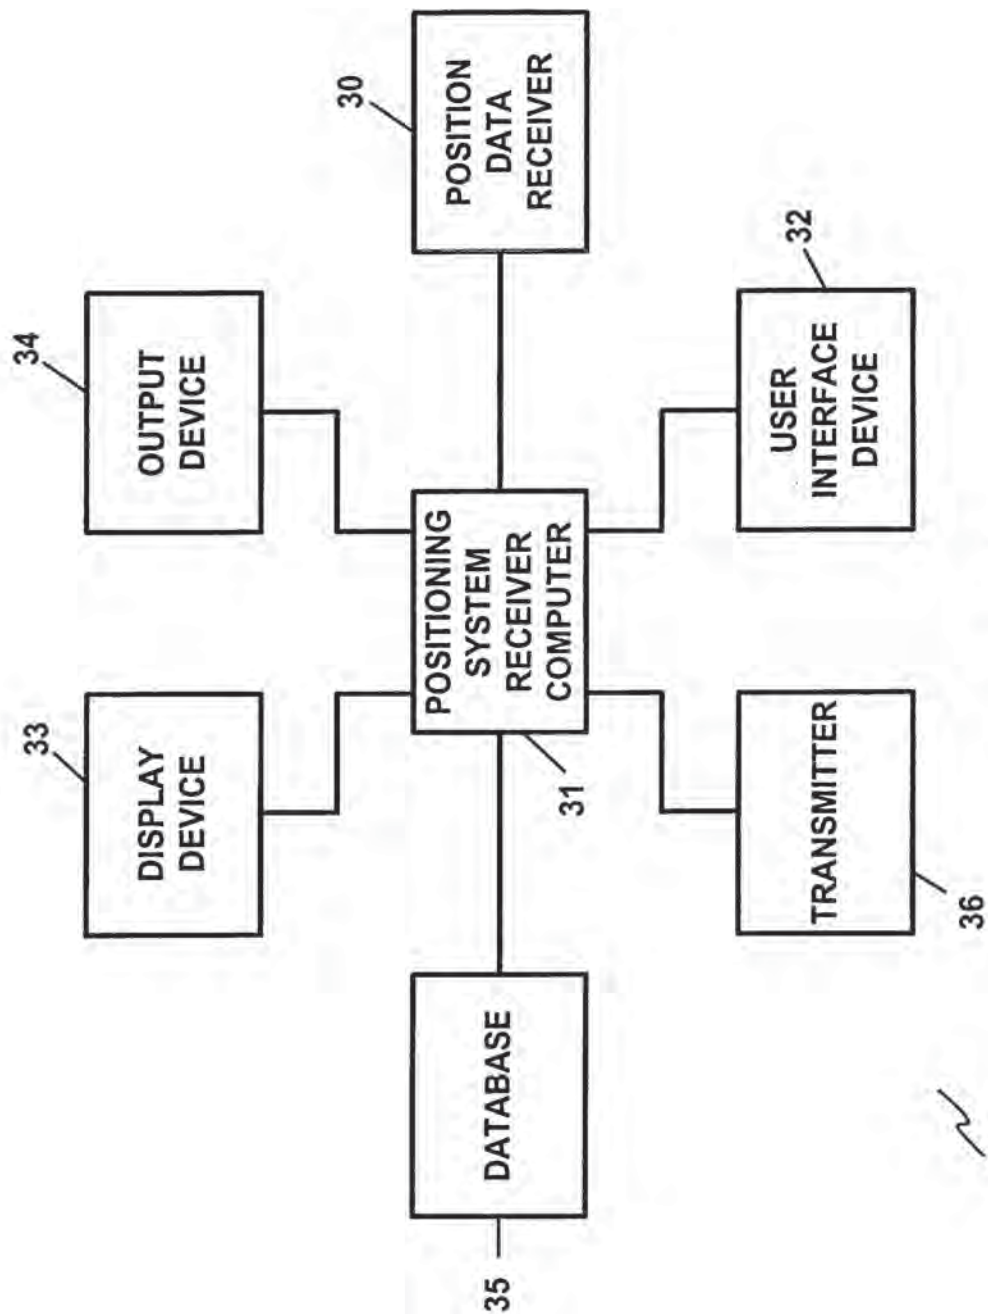 33
DISPLAY
DEVICE
34
OUTPUT
DEVICE
35
DATABASE
POSITIONING
SYSTEM
RECEIVER
COMPUTER
31
30
POSITION
DATA
RECEIVER
TRANSMITTER
36
USER
INTERFACE
DEVICE
32